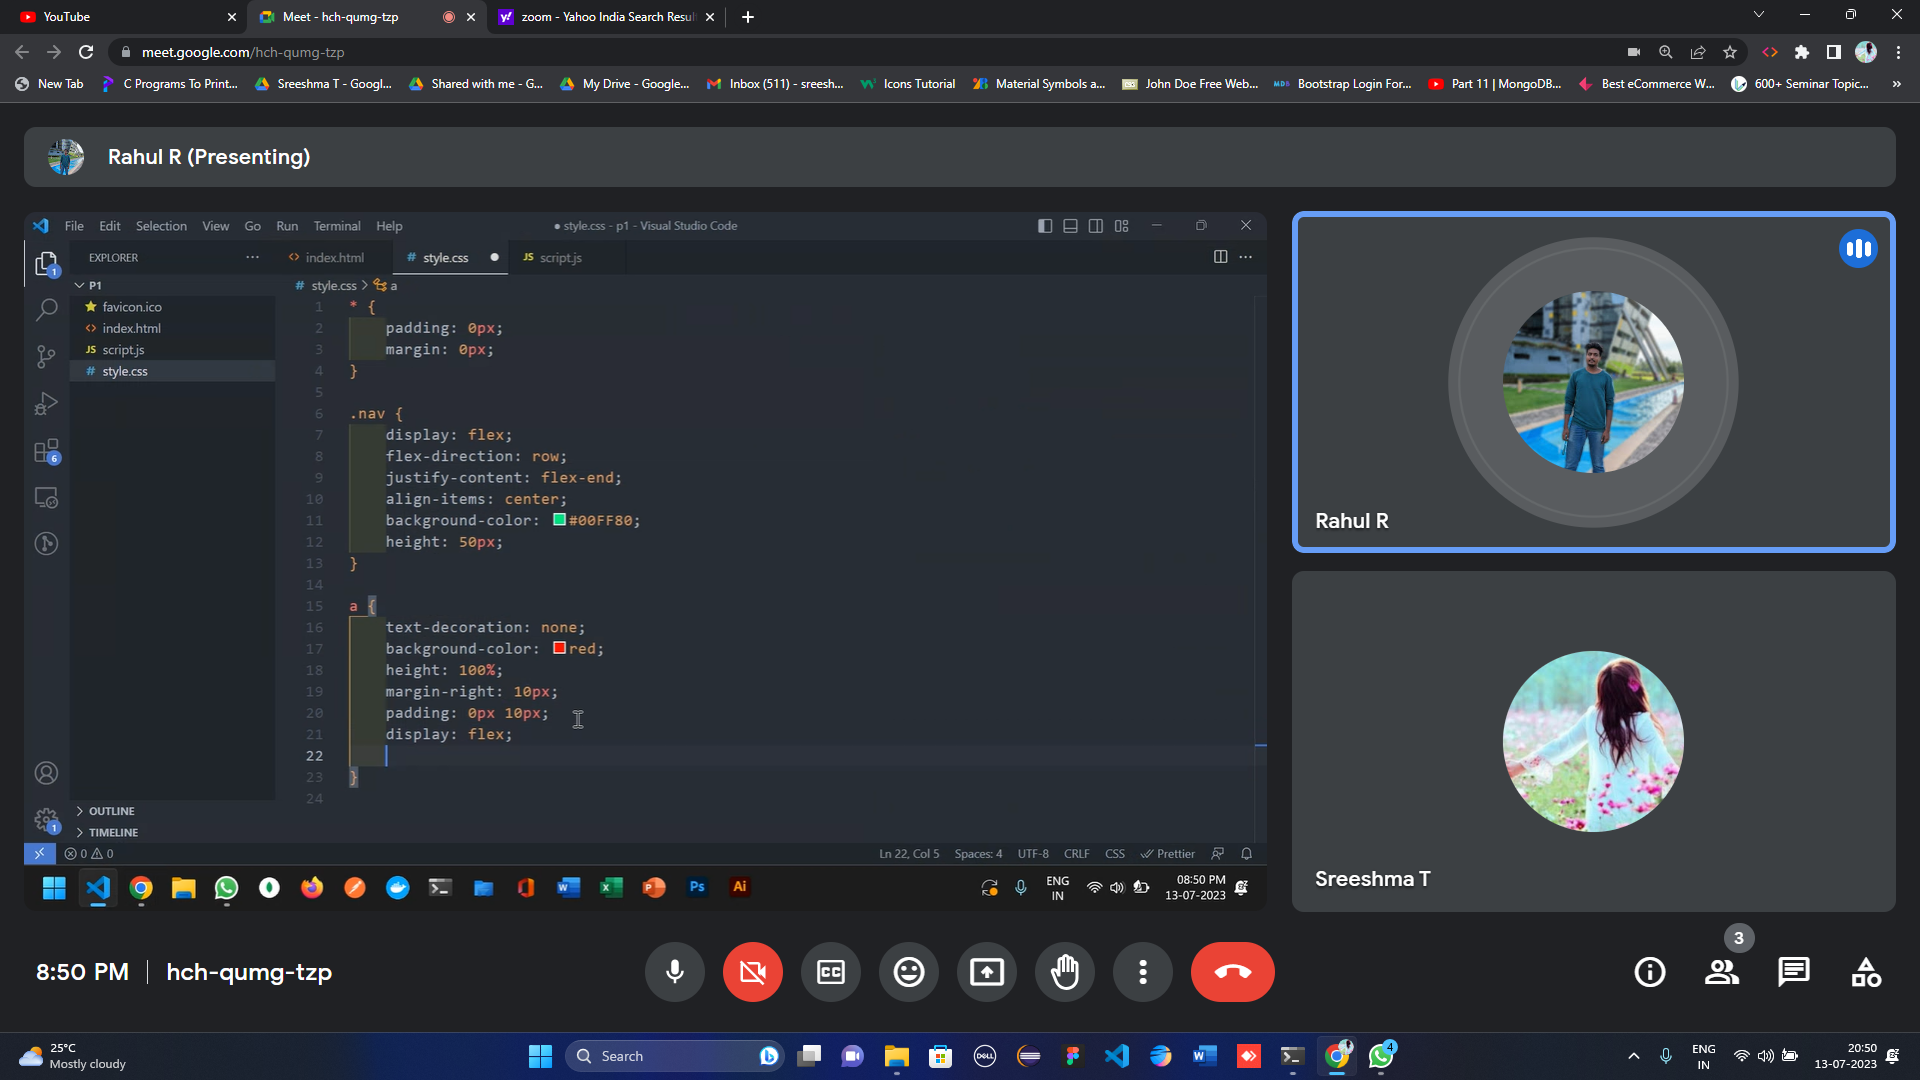 YouTube
Meet - hch-qumg-tzp
zoom - Yahoo India Search Resul
meet.google.com/hch-qumg-tzp
New Tab
C Programs To Print...
Sreeshma T - Googl...
Shared with me - G...
My Drive - Google...
Inbox (511) - sreesh...
Icons Tutorial
Material Symbols a...
John Doe Free Web...
Bootstrap Login For...
Part 11 | MongoDB...
Best eCommerce W...
600+ Seminar Topic...
Rahul R (Presenting)
File Edit Selection View Go Run Terminal Help
● style.css - p1 - Visual Studio Code
EXPLORER
index.html
# style.css
JS script.js
P1
# style.css > a
favicon.ico
index.html
JS script.js
# style.css
1 * {
2 padding: 0px;
3 margin: 0px;
4 }
5
6 .nav {
7 display: flex;
8 flex-direction: row;
9 justify-content: flex-end;
10 align-items: center;
11 background-color: #00FF80;
12 height: 50px;
13 }
14
15 a {
16 text-decoration: none;
17 background-color: red;
18 height: 100%;
19 margin-right: 10px;
20 padding: 0px 10px;
21 display: flex;
22
23 }
24
1
6
1
OUTLINE
TIMELINE
0 0
Ln 22, Col 5 Spaces: 4 UTF-8 CRLF CSS Prettier
Ps
Ai
ENG
IN
08:50 PM
13-07-2023
Rahul R
Sreeshma T
8:50 PM | hch-qumg-tzp
CC
3
25°C
Mostly cloudy
Search
DELL
4
ENG
IN
20:50
13-07-2023